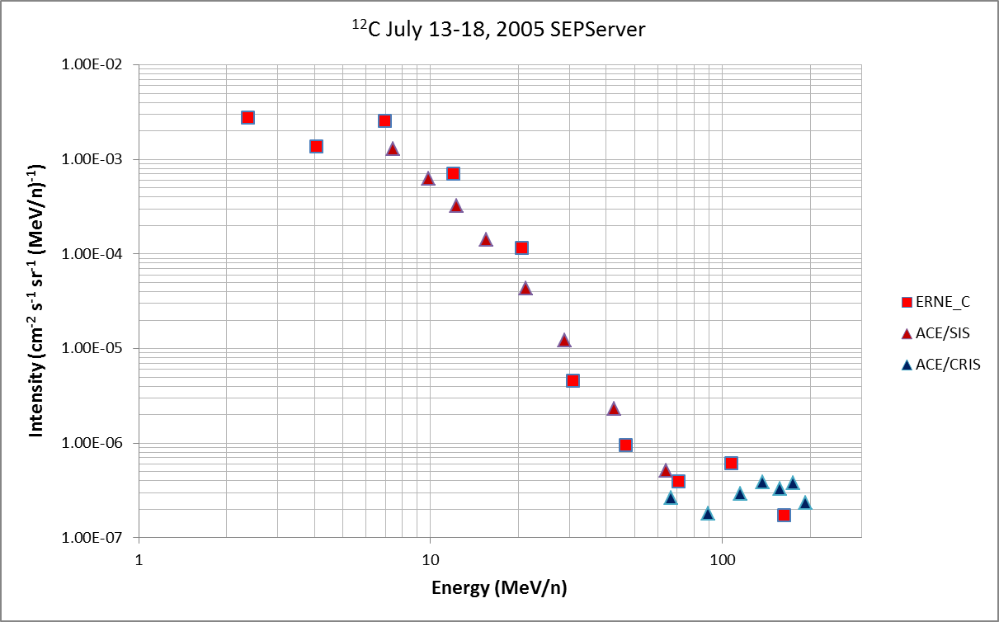 ¹²C July 13-18, 2005 SEPServer
1.00E-02
1.00E-03
1.00E-04
1.00E-05
1.00E-06
1.00E-07
Intensity (cm⁻² s⁻¹ sr⁻¹ (MeV/n)⁻¹)
1 10 100
Energy (MeV/n)
ERNE_C
ACE/SIS
ACE/CRIS